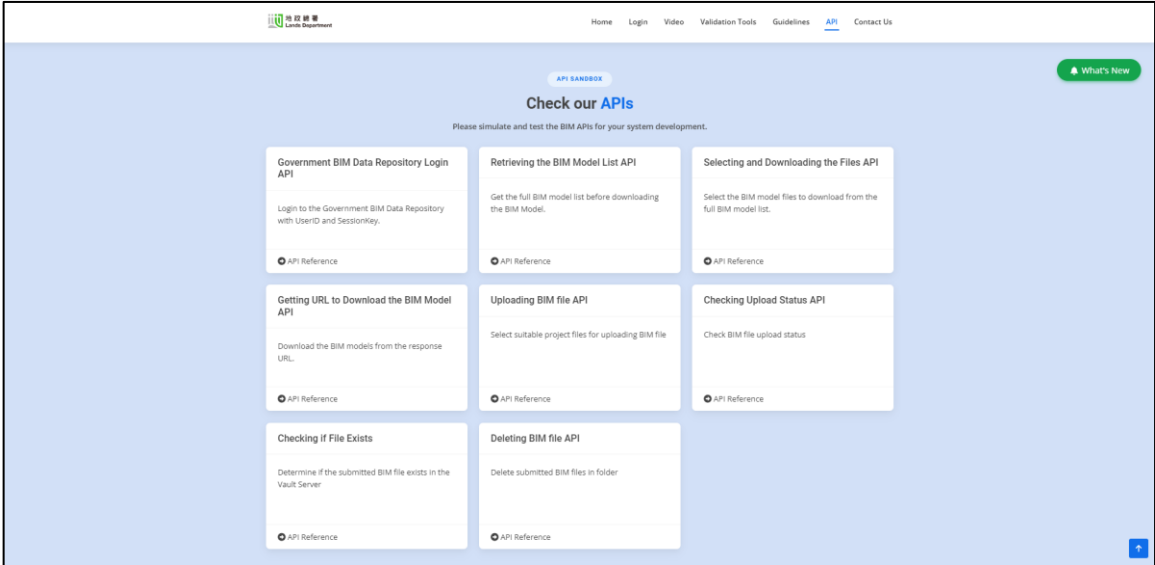 地政總署
Lands Department
Home Login Video Validation Tools Guidelines API Contact Us
What's New
API SANDBOX
Check our APIs
Please simulate and test the BIM APIs for your system development.
Government BIM Data Repository Login
API
Login to the Government BIM Data Repository
with UserID and SessionKey.
API Reference
Retrieving the BIM Model List API
Get the full BIM model list before downloading
the BIM Model.
API Reference
Selecting and Downloading the Files API
Select the BIM model files to download from the
full BIM model list.
API Reference
Getting URL to Download the BIM Model
API
Download the BIM models from the response
URL.
API Reference
Uploading BIM file API
Select suitable project files for uploading BIM file
API Reference
Checking Upload Status API
Check BIM file upload status
API Reference
Checking if File Exists
Determine if the submitted BIM file exists in the
Vault Server
API Reference
Deleting BIM file API
Delete submitted BIM files in folder
API Reference